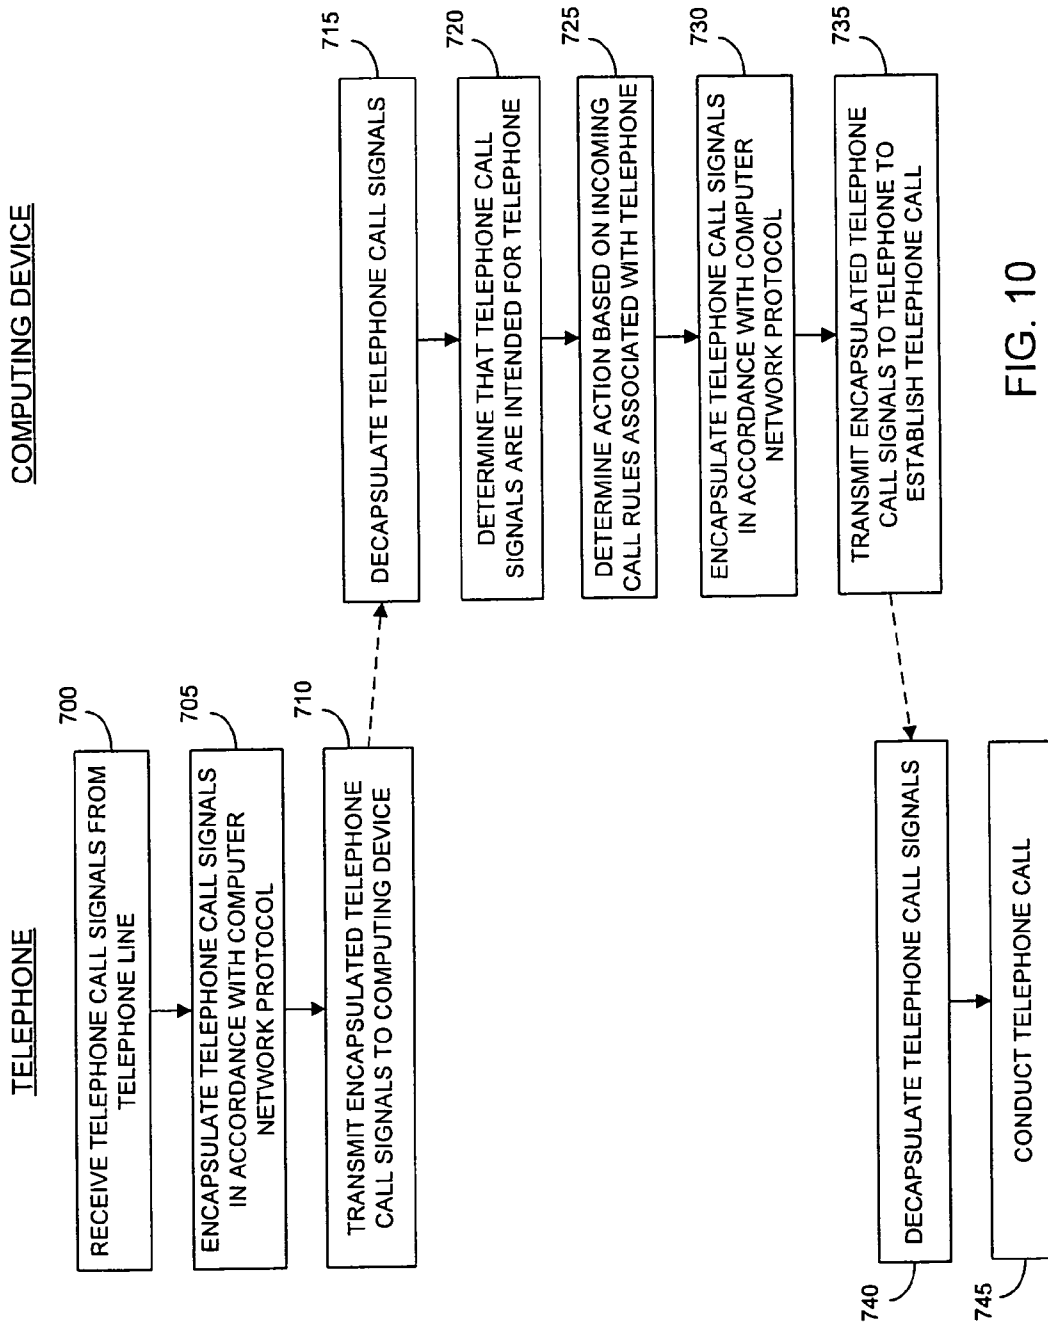 TELEPHONE
COMPUTING DEVICE
700
RECEIVE TELEPHONE CALL SIGNALS FROM
TELEPHONE LINE
705
ENCAPSULATE TELEPHONE CALL SIGNALS
IN ACCORDANCE WITH COMPUTER
NETWORK PROTOCOL
710
TRANSMIT ENCAPSULATED TELEPHONE
CALL SIGNALS TO COMPUTING DEVICE
715
DECAPSULATE TELEPHONE CALL SIGNALS
720
DETERMINE THAT TELEPHONE CALL
SIGNALS ARE INTENDED FOR TELEPHONE
725
DETERMINE ACTION BASED ON INCOMING
CALL RULES ASSOCIATED WITH TELEPHONE
730
ENCAPSULATE TELEPHONE CALL SIGNALS
IN ACCORDANCE WITH COMPUTER
NETWORK PROTOCOL
735
TRANSMIT ENCAPSULATED TELEPHONE
CALL SIGNALS TO TELEPHONE TO
ESTABLISH TELEPHONE CALL
740
DECAPSULATE TELEPHONE CALL SIGNALS
745
CONDUCT TELEPHONE CALL
FIG. 10